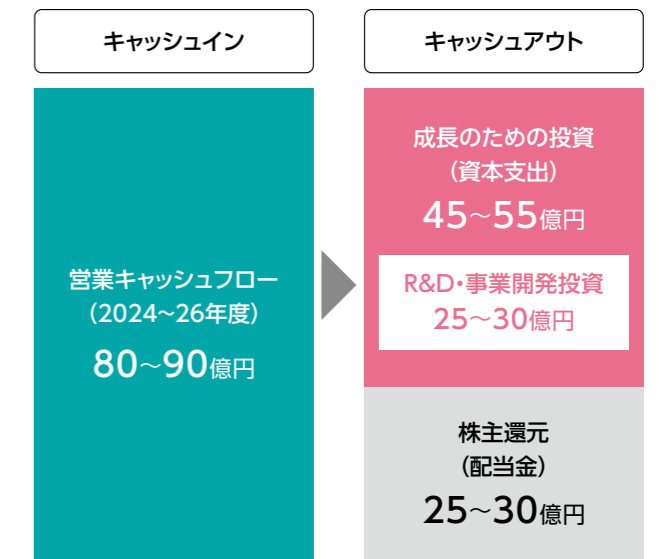 キャッシュイン
キャッシュアウト
営業キャッシュフロー
(2024~26年度)
80~90億円
成長のための投資
(資本支出)
45~55億円
R&D・事業開発投資
25~30億円
株主還元
(配当金)
25~30億円